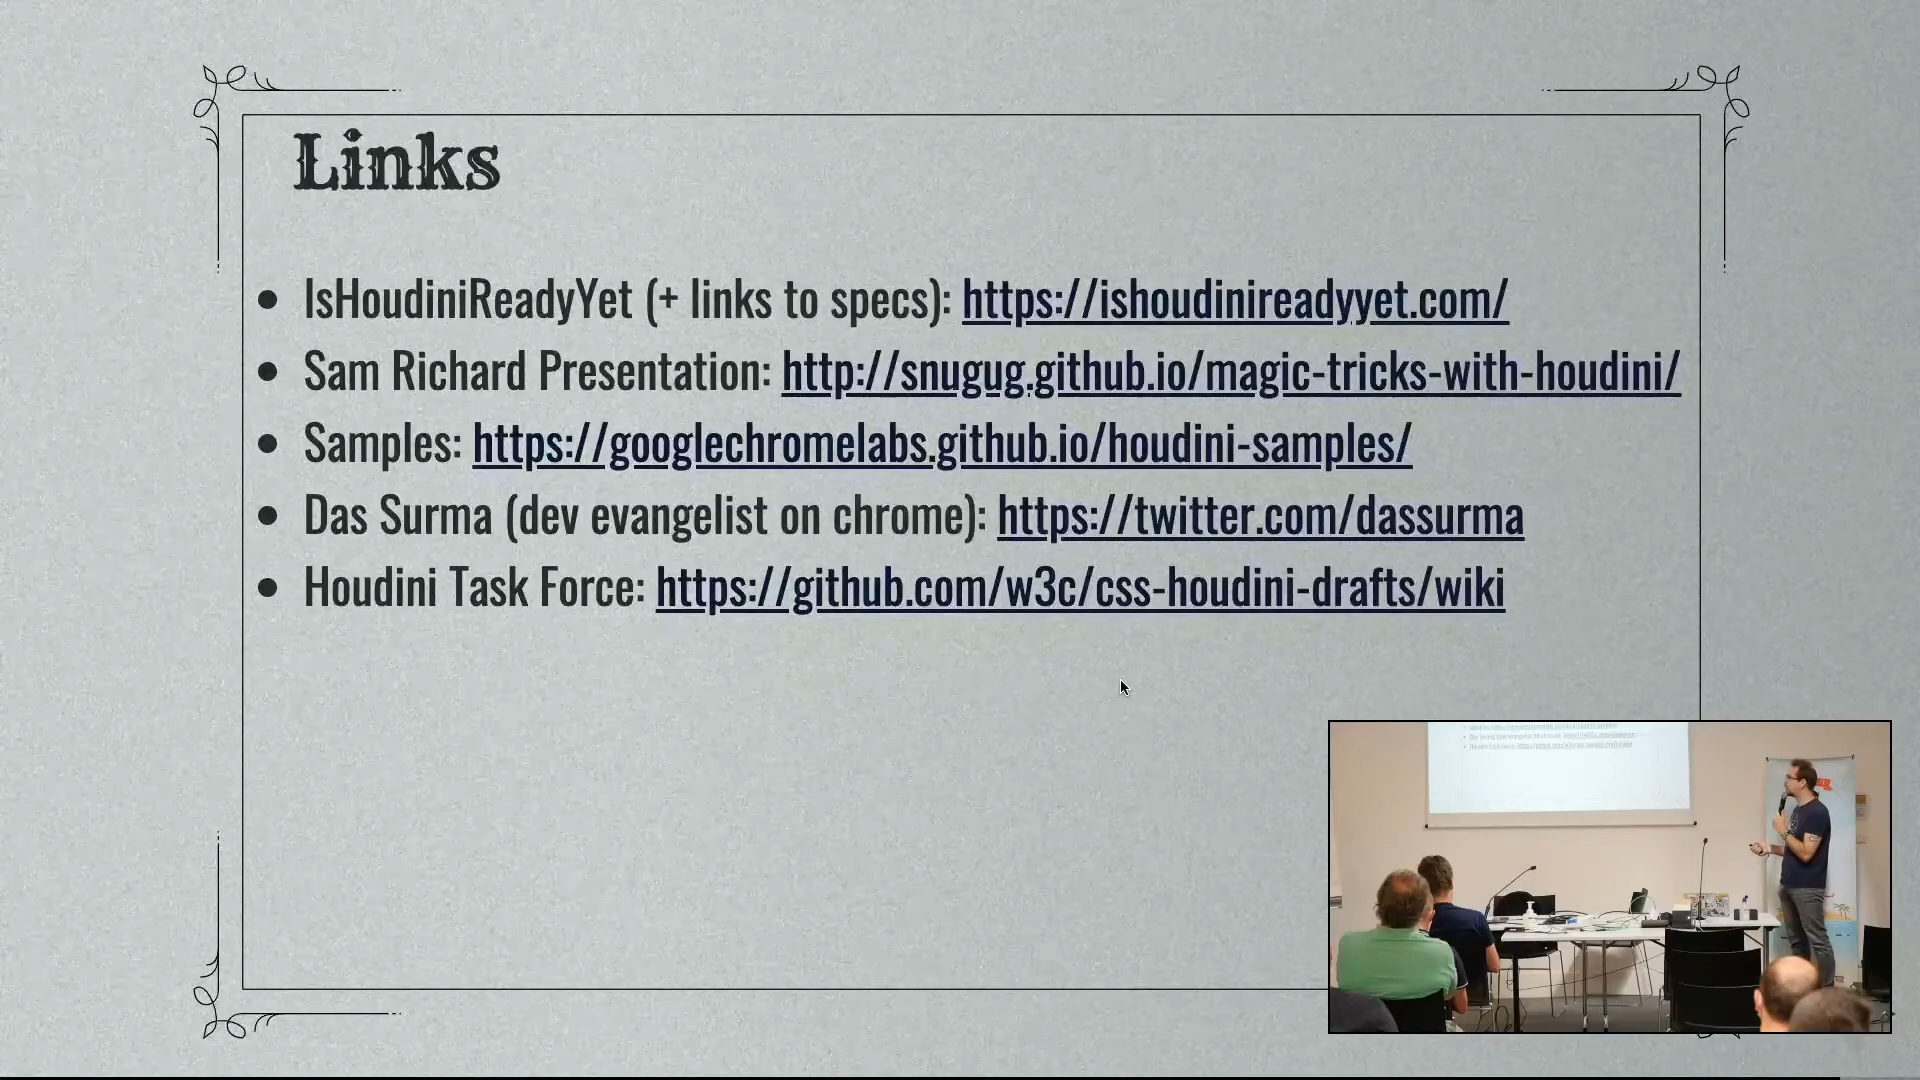 Links
IsHoudiniReadyYet (+ links to specs): https://ishoudinireadyyet.com/
Sam Richard Presentation: http://snugug.github.io/magic-tricks-with-houdini/
Samples: https://googlechromelabs.github.io/houdini-samples/
Das Surma (dev evangelist on chrome): https://twitter.com/dassurma
Houdini Task Force: https://github.com/w3c/css-houdini-drafts/wiki